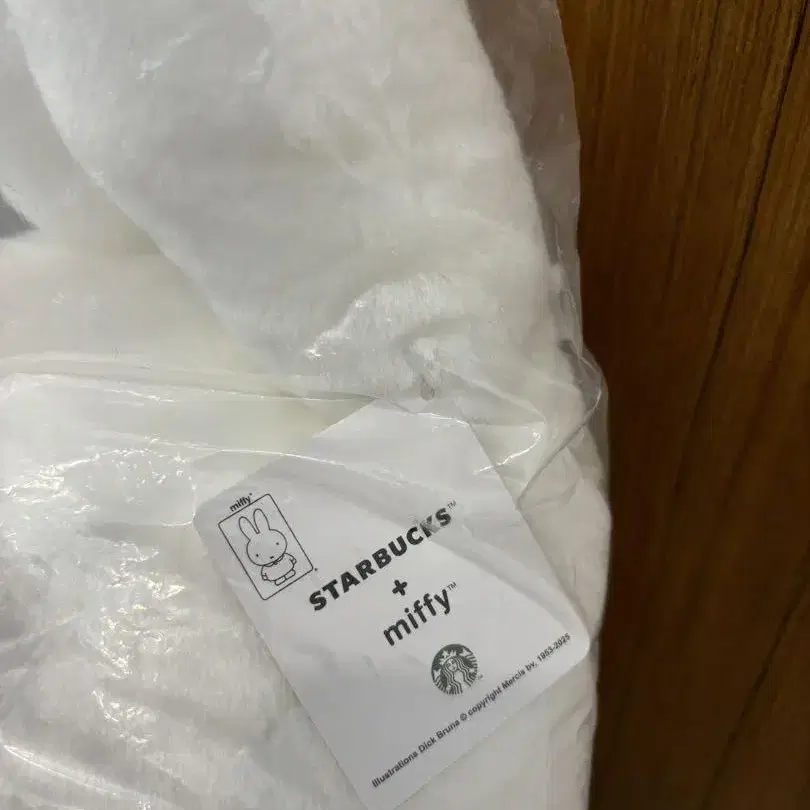 miffy®
STARBUCKS™
+
miffy™
Illustrations Dick Bruna © copyright Mercis bv, 1953-2025